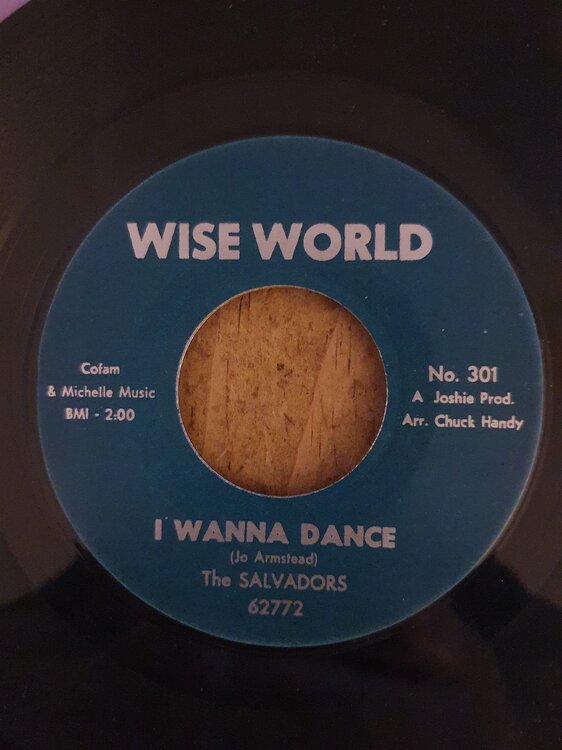 WISE WORLD
Cofam
& Michelle Music
BMI - 2:00
No. 301
A Joshie Prod.
Arr. Chuck Handy
I WANNA DANCE
(Jo Armstead)
The SALVADORS
62772